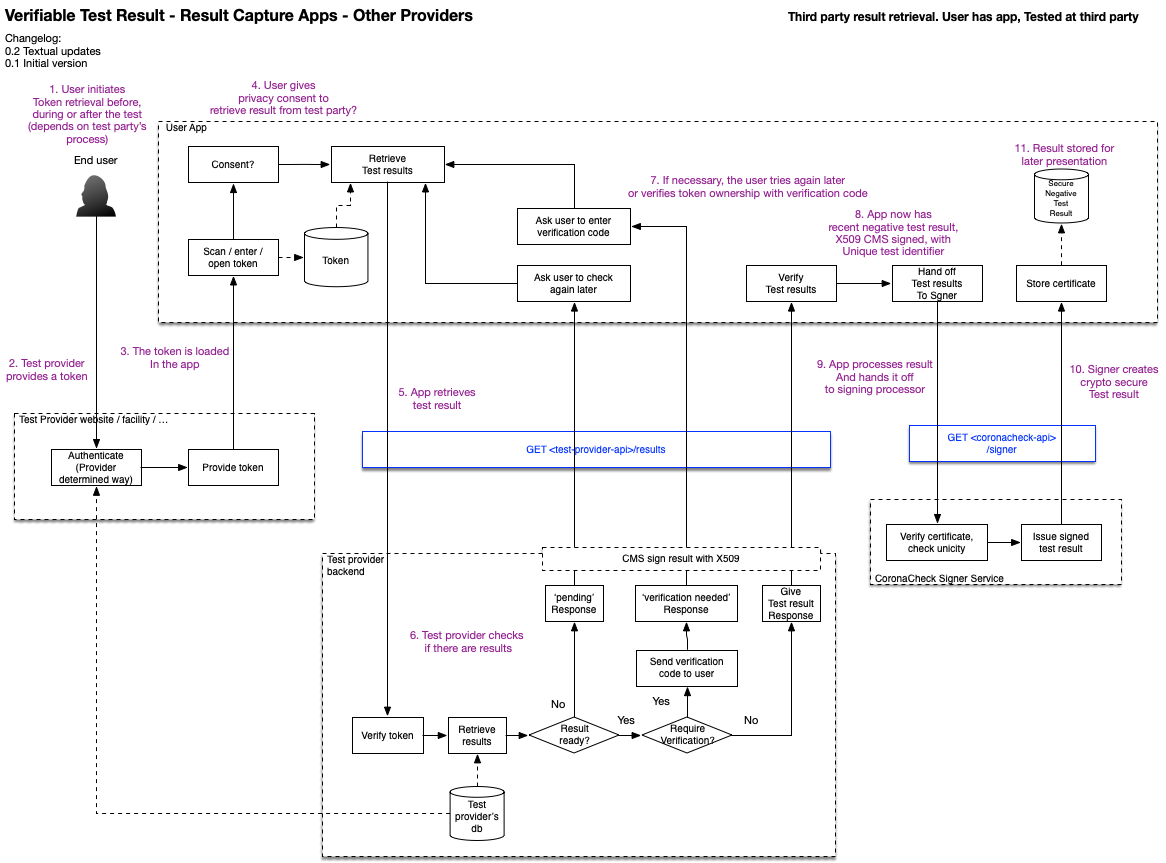 Verifiable Test Result - Result Capture Apps - Other Providers
Third party result retrieval. User has app, Tested at third party
Changelog:
0.2 Textual updates
0.1 Initial version
1. User initiates
Token retrieval before,
during or after the test
(depends on test party's
process)
End user
4. User gives
privacy consent to
retrieve result from test party?
User App
Consent?
Retrieve
Test results
Scan / enter /
open token
Token
Ask user to enter
verification code
Ask user to check
again later
7. If necessary, the user tries again later
or verifies token ownership with verification code
8. App now has
recent negative test result,
X509 CMS signed, with
Unique test identifier
11. Result stored for
later presentation
Secure
Negative
Test
Result
Verify
Test results
Hand off
Test results
To Sgner
Store certificate
2. Test provider
provides a token
3. The token is loaded
In the app
5. App retrieves
test result
9. App processes result
And hands it off
to signing processor
10. Signer creates
crypto secure
Test result
Test Provider website / facility / ...
Authenticate
(Provider
determined way)
Provide token
GET <test-provider-api>/results
GET <coronacheck-api>
/signer
Verify certificate,
check unicity
Issue signed
test result
CoronaCheck Signer Service
Test provider
backend
CMS sign result with X509
'pending'
Response
'verification needed'
Response
Give
Test result
Response
6. Test provider checks
if there are results
Send verification
code to user
No
Yes
Yes
No
Verify token
Retrieve
results
Result
ready?
Require
Verification?
Test
provider's
db